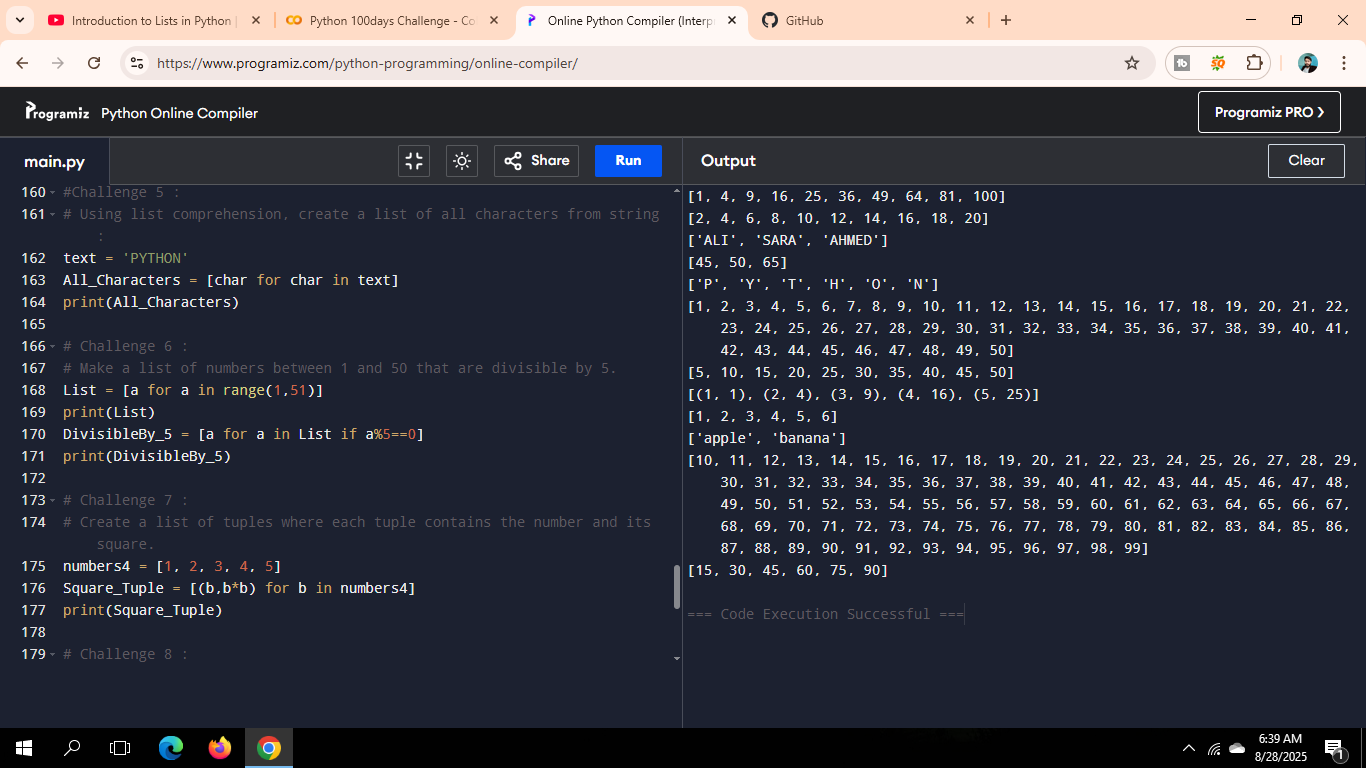 Introduction to Lists in Python |
Python 100days Challenge - Co
Online Python Compiler (Interp
GitHub
https://www.programiz.com/python-programming/online-compiler/
Programiz Python Online Compiler
Programiz PRO >
main.py
Share
Run
Output
Clear
160 #Challenge 5 :
161 # Using list comprehension, create a list of all characters from string
:
162 text = 'PYTHON'
163 All_Characters = [char for char in text]
164 print(All_Characters)
165
166 # Challenge 6 :
167 # Make a list of numbers between 1 and 50 that are divisible by 5.
168 List = [a for a in range(1,51)]
169 print(List)
170 DivisibleBy_5 = [a for a in List if a%5==0]
171 print(DivisibleBy_5)
172
173 # Challenge 7 :
174 # Create a list of tuples where each tuple contains the number and its
square.
175 numbers4 = [1, 2, 3, 4, 5]
176 Square_Tuple = [(b,b*b) for b in numbers4]
177 print(Square_Tuple)
178
179 # Challenge 8 :
[1, 4, 9, 16, 25, 36, 49, 64, 81, 100]
[2, 4, 6, 8, 10, 12, 14, 16, 18, 20]
['ALI', 'SARA', 'AHMED']
[45, 50, 65]
['P', 'Y', 'T', 'H', 'O', 'N']
[1, 2, 3, 4, 5, 6, 7, 8, 9, 10, 11, 12, 13, 14, 15, 16, 17, 18, 19, 20, 21, 22,
23, 24, 25, 26, 27, 28, 29, 30, 31, 32, 33, 34, 35, 36, 37, 38, 39, 40, 41,
42, 43, 44, 45, 46, 47, 48, 49, 50]
[5, 10, 15, 20, 25, 30, 35, 40, 45, 50]
[(1, 1), (2, 4), (3, 9), (4, 16), (5, 25)]
[1, 2, 3, 4, 5, 6]
['apple', 'banana']
[10, 11, 12, 13, 14, 15, 16, 17, 18, 19, 20, 21, 22, 23, 24, 25, 26, 27, 28, 29,
30, 31, 32, 33, 34, 35, 36, 37, 38, 39, 40, 41, 42, 43, 44, 45, 46, 47, 48,
49, 50, 51, 52, 53, 54, 55, 56, 57, 58, 59, 60, 61, 62, 63, 64, 65, 66, 67,
68, 69, 70, 71, 72, 73, 74, 75, 76, 77, 78, 79, 80, 81, 82, 83, 84, 85, 86,
87, 88, 89, 90, 91, 92, 93, 94, 95, 96, 97, 98, 99]
[15, 30, 45, 60, 75, 90]
=== Code Execution Successful ===
6:39 AM
8/28/2025
1